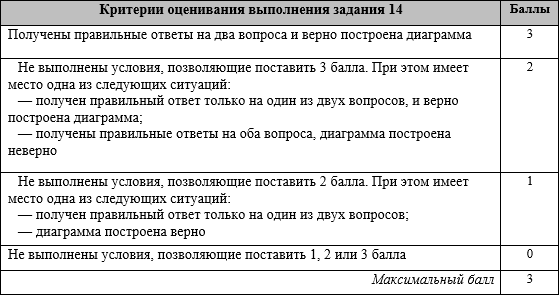 Критерии оценивания выполнения задания 14 Баллы
Получены правильные ответы на два вопроса и верно построена диаграмма 3
Не выполнены условия, позволяющие поставить 3 балла. При этом имеет 2
место одна из следующих ситуаций:
— получен правильный ответ только на один из двух вопросов, и верно
построена диаграмма;
— получены правильные ответы на оба вопроса, диаграмма построена
неверно
Не выполнены условия, позволяющие поставить 2 балла. При этом имеет 1
место одна из следующих ситуаций:
— получен правильный ответ только на один из двух вопросов;
— диаграмма построена верно
Не выполнены условия, позволяющие поставить 1, 2 или 3 балла 0
Максимальный балл 3